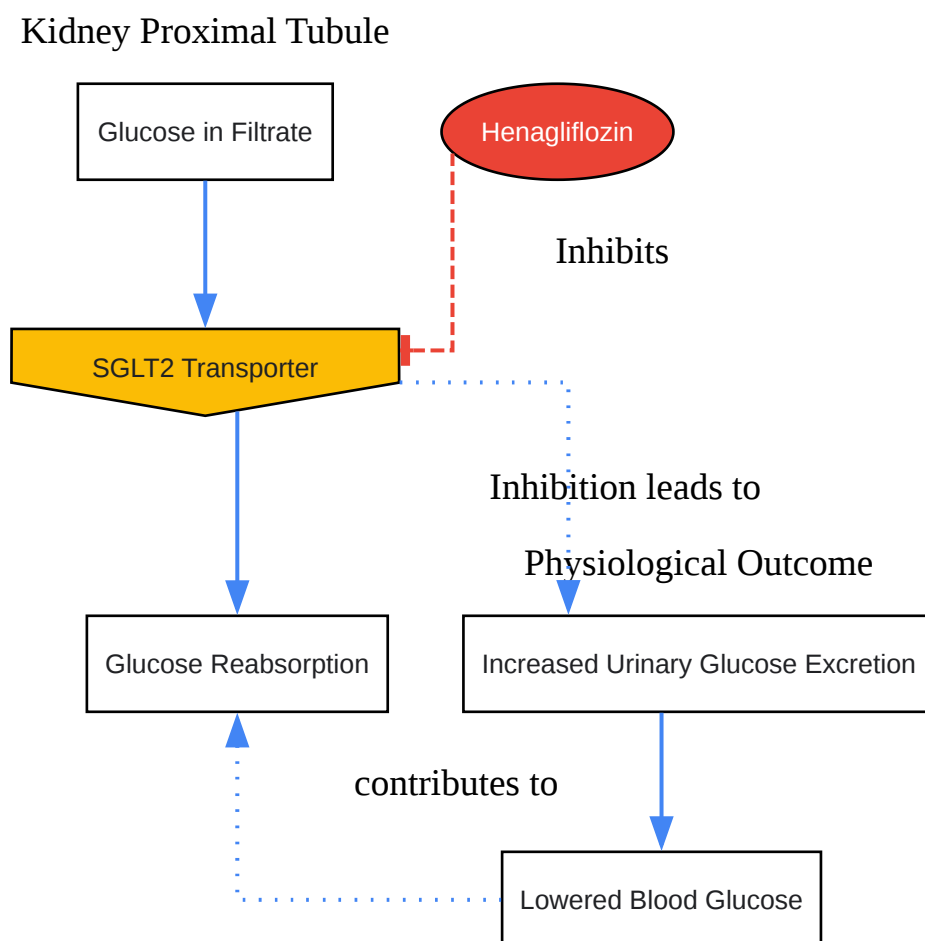 Kidney Proximal Tubule
Glucose in Filtrate
Henagliflozin
Inhibits
SGLT2 Transporter
Inhibition leads to
Physiological Outcome
Glucose Reabsorption
Increased Urinary Glucose Excretion
contributes to
Lowered Blood Glucose